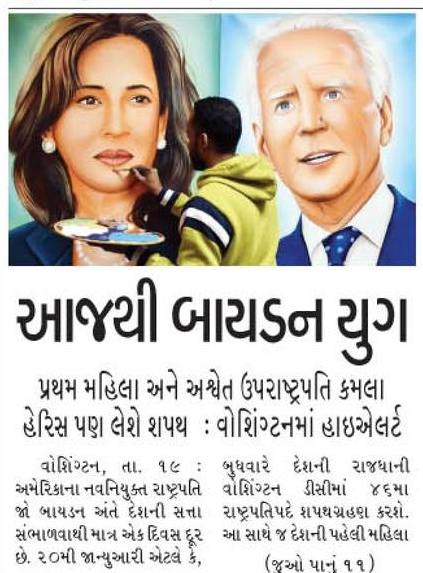 આજથી બાયડન યુગ
પ્રથમ મહિલા અને અશ્વેત ઉપરાષ્ટ્રપતિ કમલા
હેરિસ પણ લેશે શપથ : વોશિંગ્ટનમાં હાઇએલર્ટ
વોશિંગ્ટન, તા. ૧૯ :
અમેરિકાના નવનિયુક્ત રાષ્ટ્રપતિ
જો બાયડન અંતે દેશની સત્તા
સંભાળવાથી માત્ર એક દિવસ દૂર
છે. ૨૦મી જાન્યુઆરી એટલે કે,
બુધવારે દેશની રાજધાની
વોશિંગ્ટન ડીસીમાં ૪૬મા
રાષ્ટ્રપતિપદે શપથગ્રહણ કરશે.
આ સાથે જ દેશની પહેલી મહિલા
(જુઓ પાનું ૧૧)